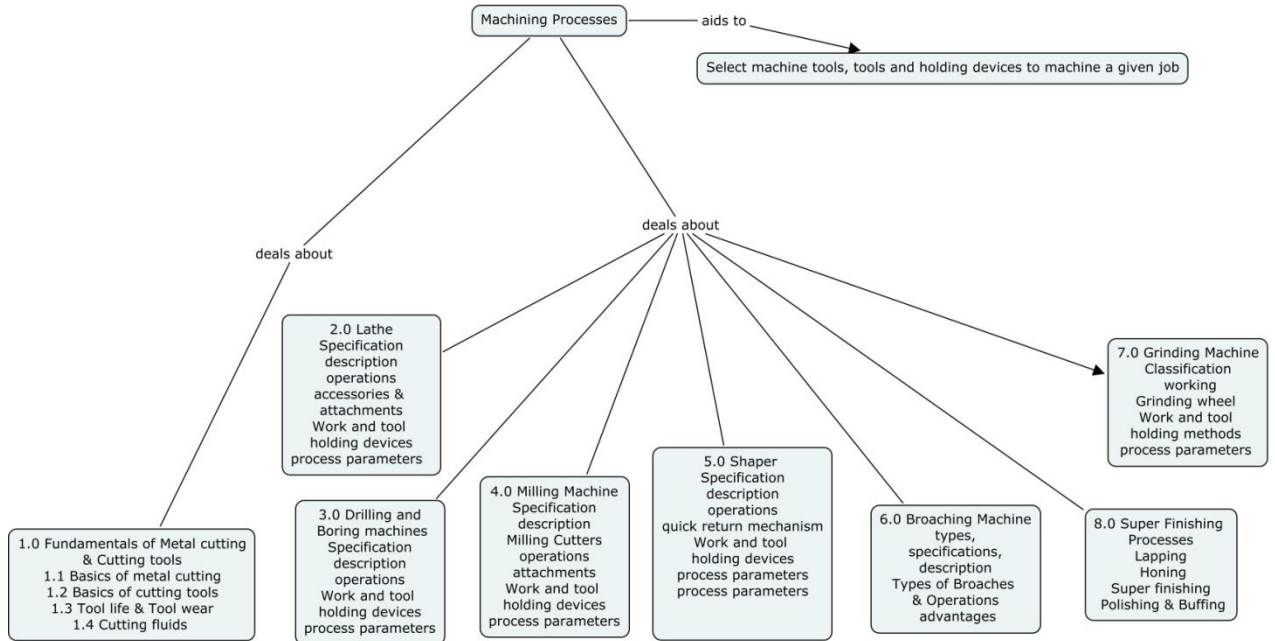 Machining Processes
aids to
Select machine tools, tools and holding devices to machine a given job
deals about
deals about
1.0 Fundamentals of Metal cutting
& Cutting tools
1.1 Basics of metal cutting
1.2 Basics of cutting tools
1.3 Tool life & Tool wear
1.4 Cutting fluids
2.0 Lathe
Specification
description
operations
accessories &
attachments
Work and tool
holding devices
process parameters
3.0 Drilling and
Boring machines
Specification
description
operations
Work and tool
holding devices
process parameters
4.0 Milling Machine
Specification
description
Milling Cutters
operations
attachments
Work and tool
holding devices
process parameters
5.0 Shaper
Specification
description
operations
quick return mechanism
Work and tool
holding devices
process parameters
process parameters
6.0 Broaching Machine
types,
specifications,
description
Types of Broaches
& Operations
advantages
8.0 Super Finishing
Processes
Lapping
Honing
Super finishing
Polishing & Buffing
7.0 Grinding Machine
Classification
working
Grinding wheel
Work and tool
holding methods
process parameters